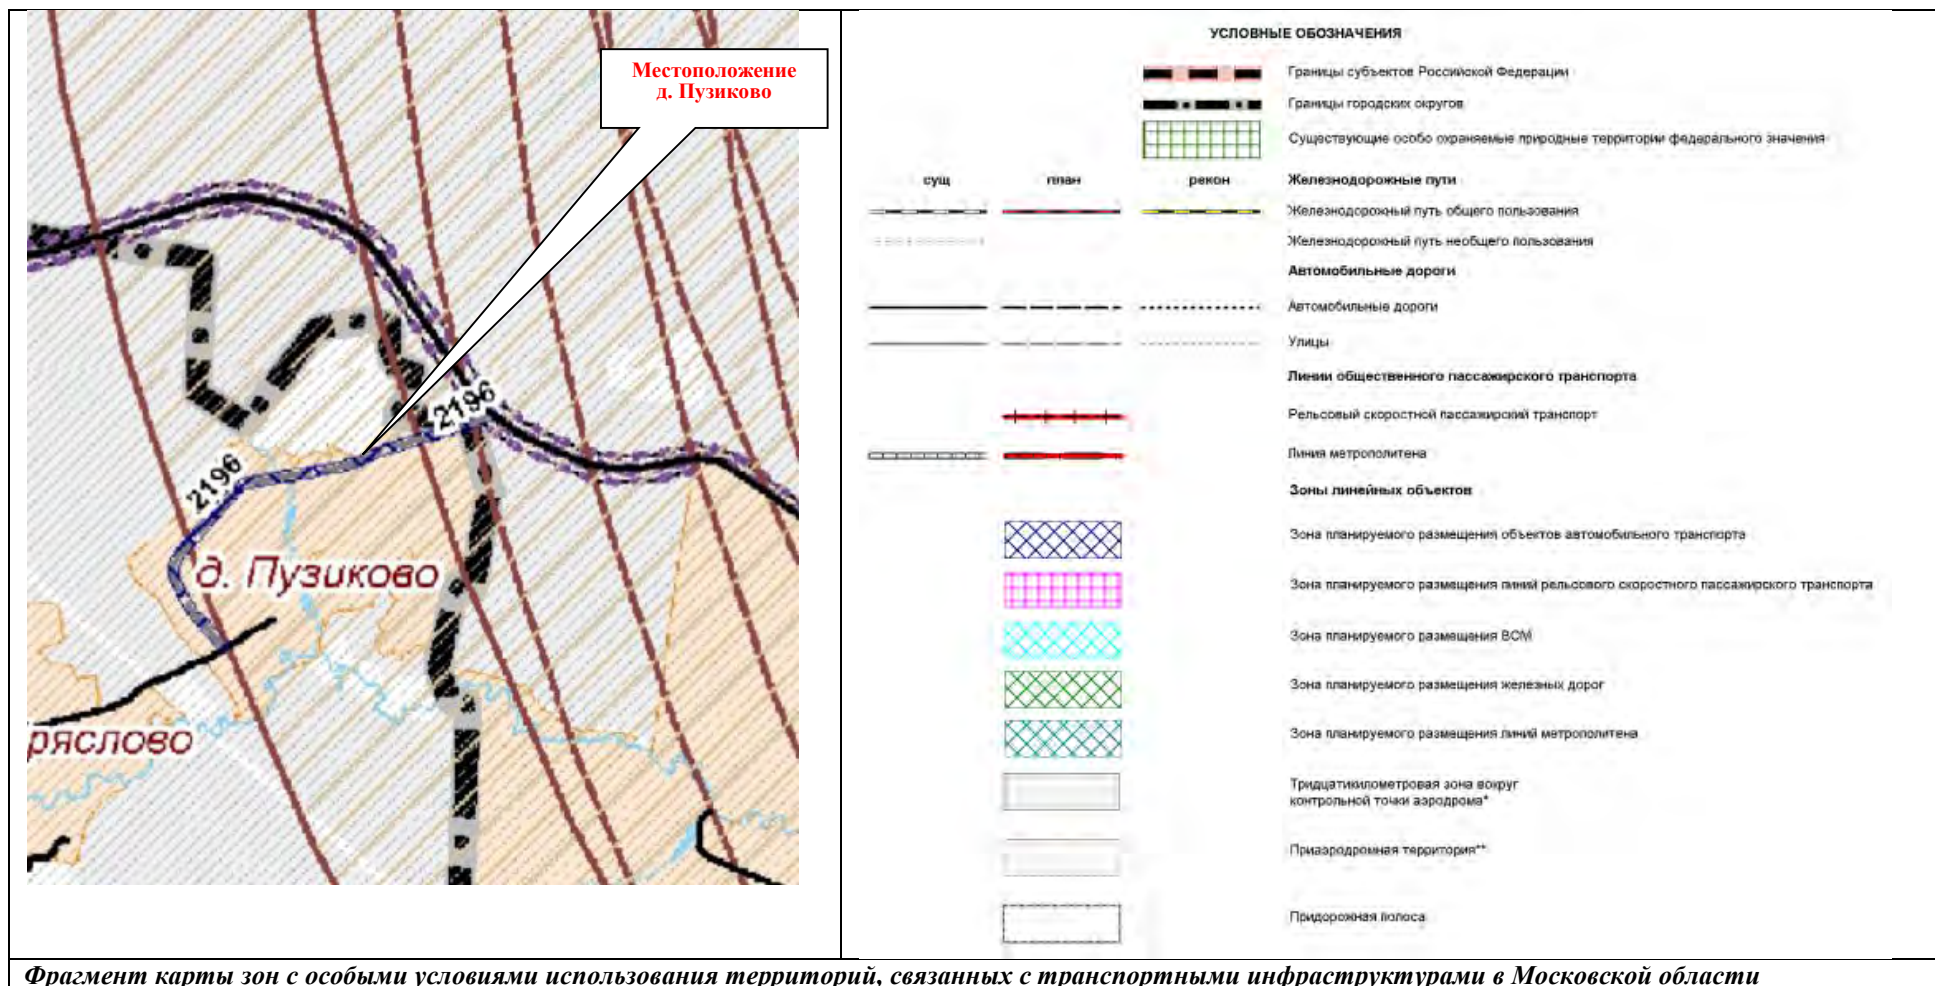 Местоположение
д. Пузиково
2196
2196
д. Пузиково
ряслово
УСЛОВНЫЕ ОБОЗНАЧЕНИЯ
Границы субъектов Российской Федерации
Границы городских округов
Существующие особо охраняемые природные территории федерального значения
сущ план рекон Железнодорожные пути
Железнодорожный путь общего пользования
Железнодорожный путь необщего пользования
Автомобильные дороги
Автомобильные дороги
Улицы
Линии общественного пассажирского транспорта
Рельсовый скоростной пассажирский транспорт
Линия метрополитена
Зоны линейных объектов
Зона планируемого размещения объектов автомобильного транспорта
Зона планируемого размещения линий рельсового скоростного пассажирского транспорта
Зона планируемого размещения ВСМ
Зона планируемого размещения железных дорог
Зона планируемого размещения линий метрополитена
Тридцатикилометровая зона вокруг
контрольной точки аэродрома*
Приаэродромная территория**
Придорожная полоса
Фрагмент карты зон с особыми условиями использования территорий, связанных с транспортными инфраструктурами в Московской области